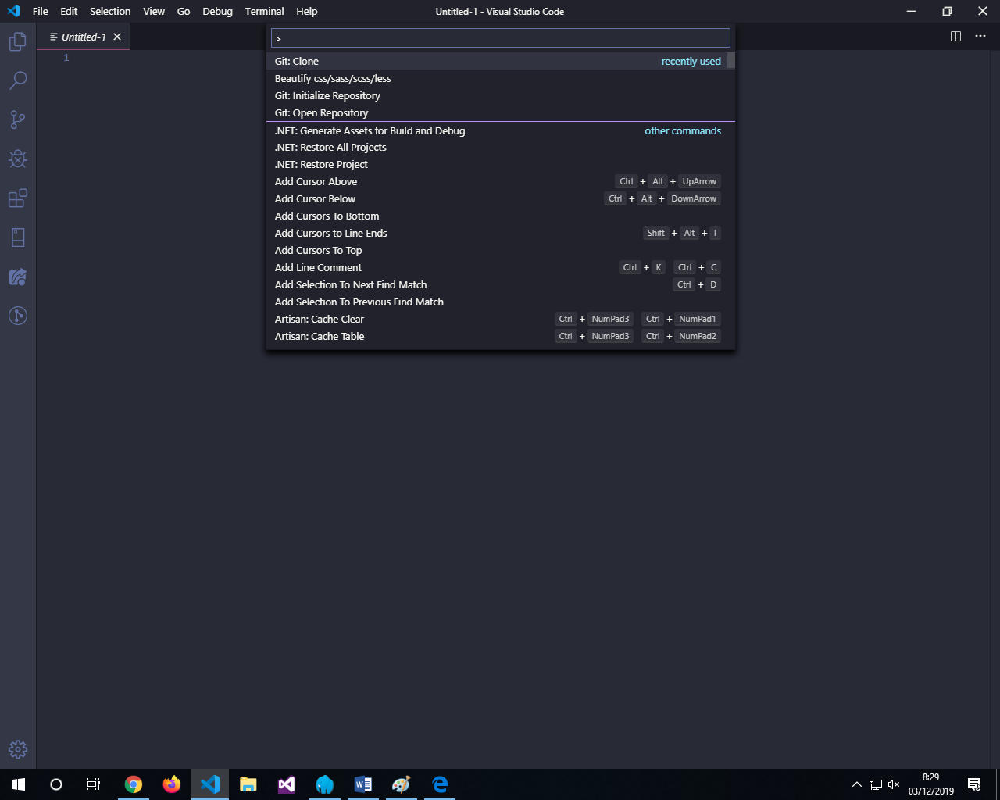 File Edit Selection View Go Debug Terminal Help Untitled-1 - Visual Studio Code
Untitled-1
1
>
Git: Clone recently used
Beautify css/sass/scss/less
Git: Initialize Repository
Git: Open Repository
.NET: Generate Assets for Build and Debug other commands
.NET: Restore All Projects
.NET: Restore Project
Add Cursor Above Ctrl + Alt + UpArrow
Add Cursor Below Ctrl + Alt + DownArrow
Add Cursors To Bottom
Add Cursors to Line Ends Shift + Alt + I
Add Cursors To Top
Add Line Comment Ctrl + K Ctrl + C
Add Selection To Next Find Match Ctrl + D
Add Selection To Previous Find Match
Artisan: Cache Clear Ctrl + NumPad3 Ctrl + NumPad1
Artisan: Cache Table Ctrl + NumPad3 Ctrl + NumPad2
8:29
03/12/2019